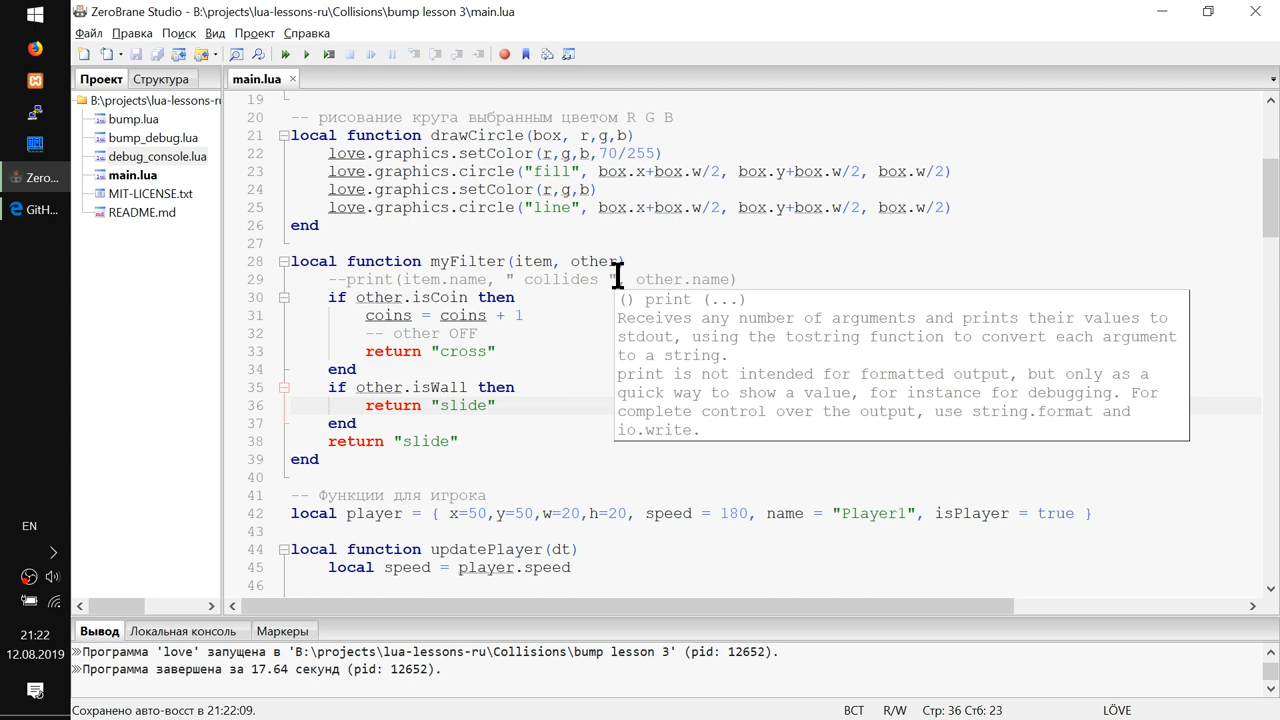 ZeroBrane Studio - B:\projects\lua-lessons-ru\Collisions\bump lesson 3\main.lua
Файл Правка Поиск Вид Проект Справка
Проект Структура
main.lua
B:\projects\lua-lessons-ru
bump.lua
bump_debug.lua
debug_console.lua
main.lua
MIT-LICENSE.txt
README.md
19
20 -- рисование круга выбранным цветом R G B
21 local function drawCircle(box, r,g,b)
22 love.graphics.setColor(r,g,b,70/255)
23 love.graphics.circle("fill", box.x+box.w/2, box.y+box.w/2, box.w/2)
24 love.graphics.setColor(r,g,b)
25 love.graphics.circle("line", box.x+box.w/2, box.y+box.w/2, box.w/2)
26 end
27
28 local function myFilter(item, other)
29 --print(item.name, " collides ", other.name)
30 if other.isCoin then
31 coins = coins + 1
32 -- other OFF
33 return "cross"
34 end
35 if other.isWall then
36 return "slide"
37 end
38 return "slide"
39 end
40
41 -- Функции для игрока
42 local player = { x=50,y=50,w=20,h=20, speed = 180, name = "Player1", isPlayer = true }
43
44 local function updatePlayer(dt)
45 local speed = player.speed
46
() print (...)
Receives any number of arguments and prints their values to
stdout, using the tostring function to convert each argument
to a string.
print is not intended for formatted output, but only as a
quick way to show a value, for instance for debugging. For
complete control over the output, use string.format and
io.write.
Вывод Локальная консоль Маркеры
Программа 'love' запущена в 'B:\projects\lua-lessons-ru\Collisions\bump lesson 3' (pid: 12652).
Программа завершена за 17.64 секунд (pid: 12652).
Сохранено авто-восст в 21:22:09.
ВСТ R/W Стр: 36 Стб: 23 LÖVE
Zero...
GitH...
EN
21:22
12.08.2019